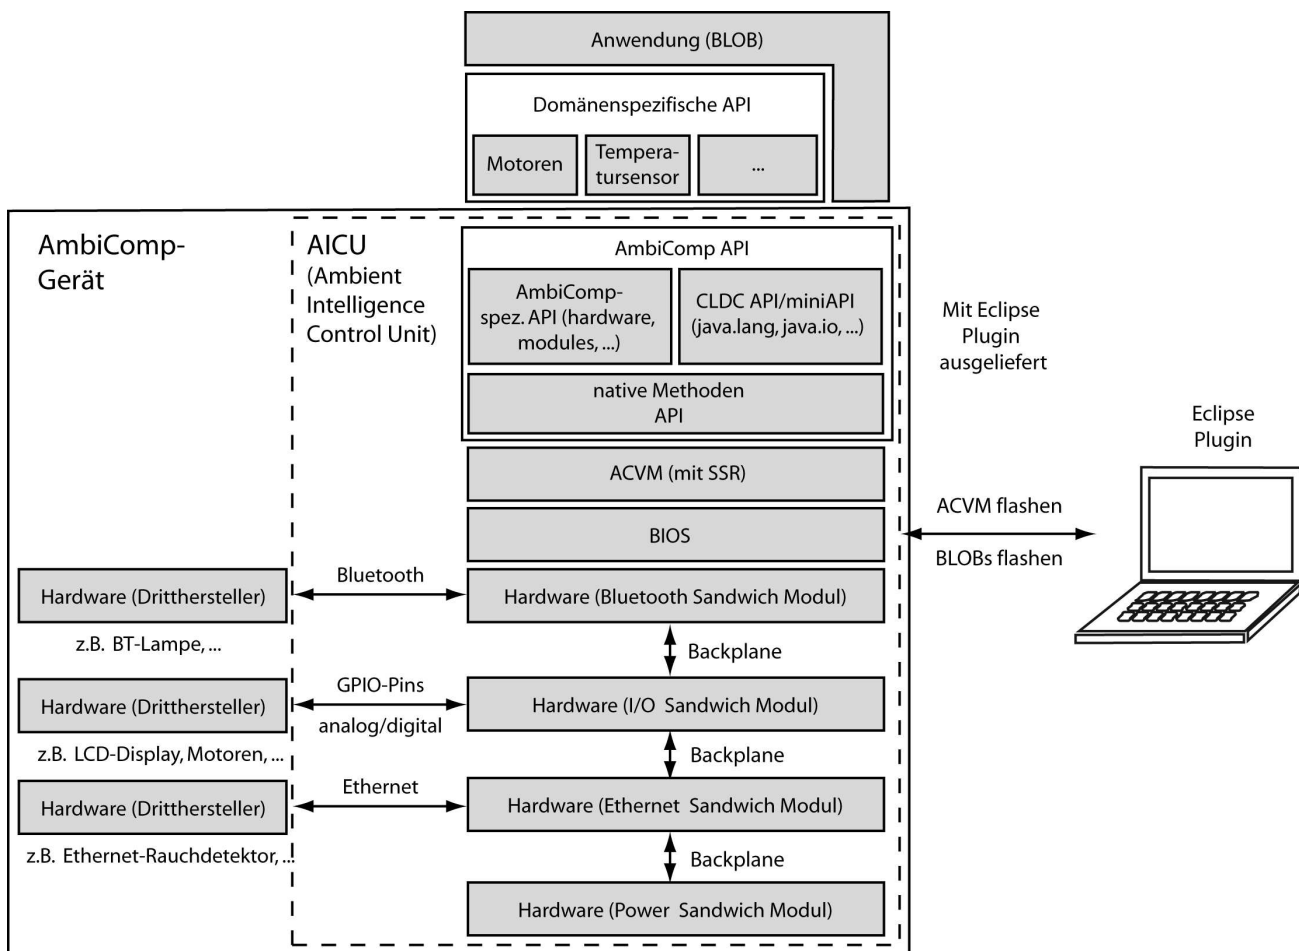 Anwendung (BLOB)
Domänenspezifische API
Motoren
Tempera-
tursensor
...
AmbiComp-
Gerät
AICU
(Ambient
Intelligence
Control Unit)
AmbiComp API
AmbiComp-
spez. API (hardware,
modules, ...)
CLDC API/miniAPI
(java.lang, java.io, ...)
native Methoden
API
ACVM (mit SSR)
BIOS
Mit Eclipse
Plugin
ausgeliefert
Eclipse
Plugin
ACVM flashen
BLOBs flashen
Hardware (Dritthersteller)
Bluetooth
Hardware (Bluetooth Sandwich Modul)
z.B. BT-Lampe, ...
Backplane
Hardware (Dritthersteller)
GPIO-Pins
analog/digital
Hardware (I/O Sandwich Modul)
z.B. LCD-Display, Motoren, ...
Backplane
Hardware (Dritthersteller)
Ethernet
Hardware (Ethernet Sandwich Modul)
z.B. Ethernet-Rauchdetektor, ...
Backplane
Hardware (Power Sandwich Modul)